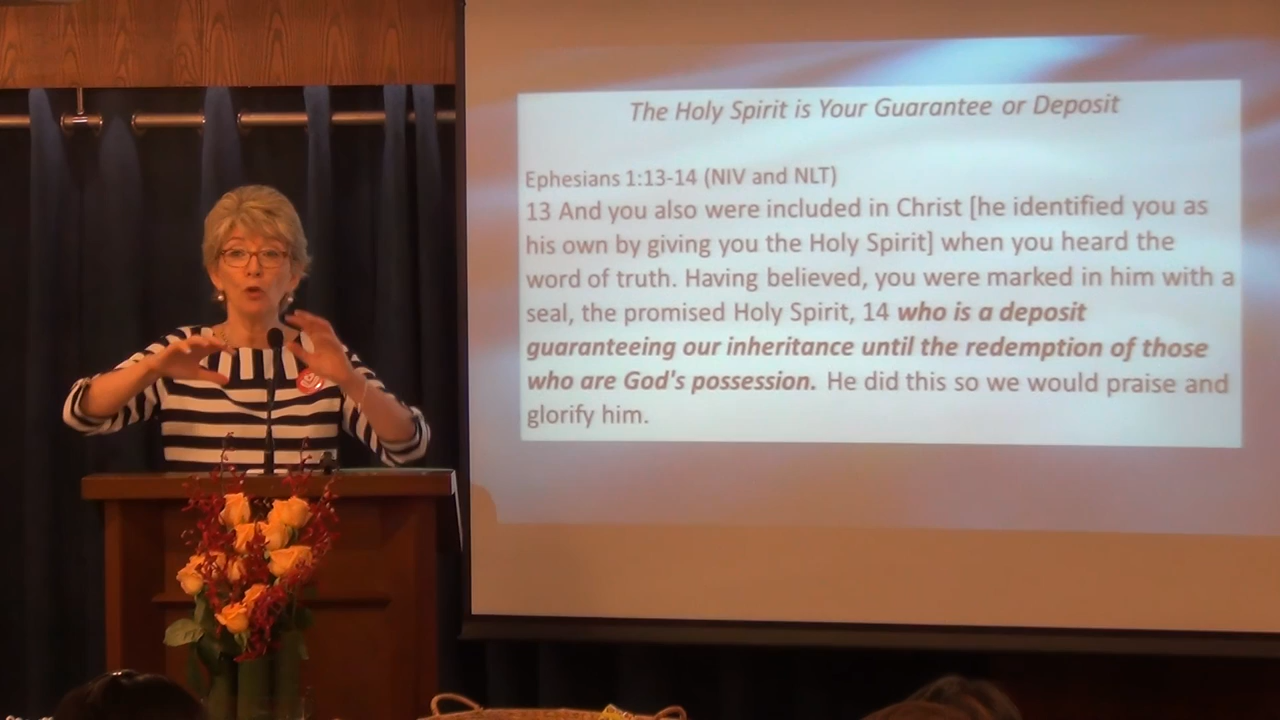 The Holy Spirit is Your Guarantee or Deposit
Ephesians 1:13-14 (NIV and NLT)
13 And you also were included in Christ [he identified you as
his own by giving you the Holy Spirit] when you heard the
word of truth. Having believed, you were marked in him with a
seal, the promised Holy Spirit, 14 who is a deposit
guaranteeing our inheritance until the redemption of those
who are God's possession. He did this so we would praise and
glorify him.